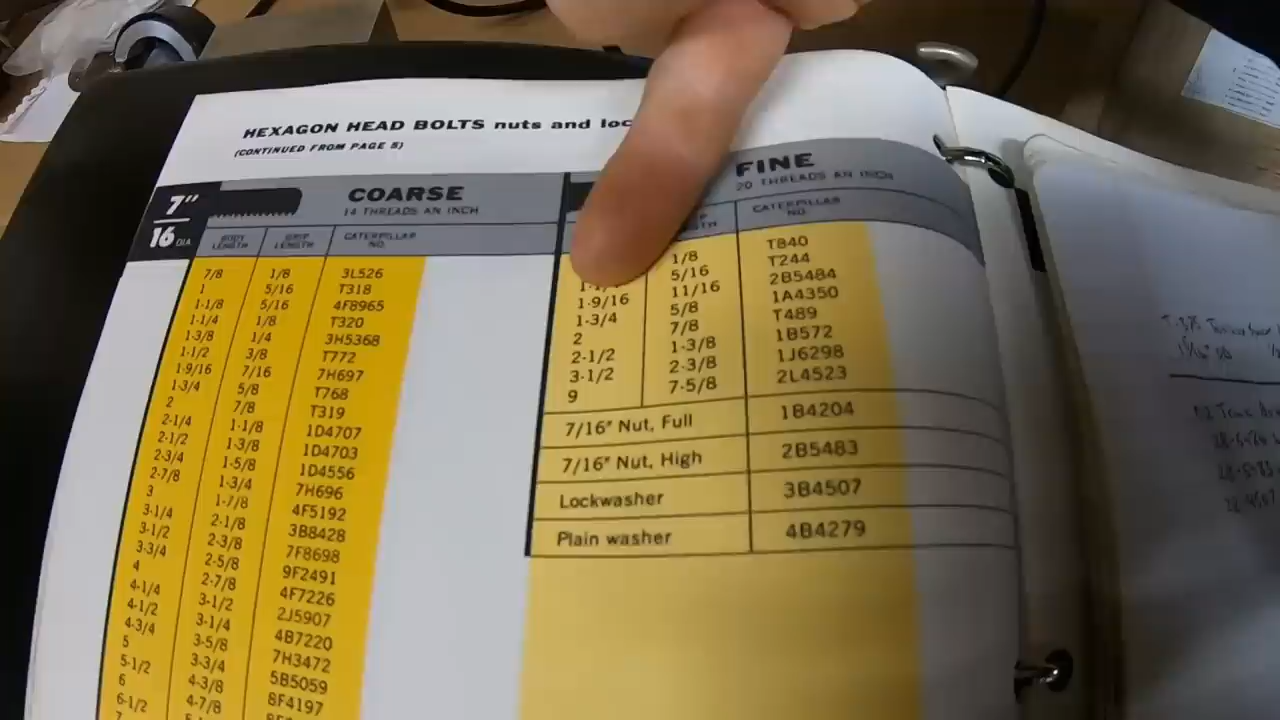 HEXAGON HEAD BOLTS nuts and
(CONTINUED FROM PAGE 5)
7"
16 DIA.
COARSE
14 THREADS AN INCH
BODY LENGTH GRIP LENGTH CATERPILLAR NO.
7/8 1/8 3L526
1 5/16 T318
1-1/8 5/16 4F8965
1-1/4 1/8 T320
1-3/8 1/4 3H5368
1-1/2 3/8 T772
1-9/16 7/16 7H697
1-3/4 5/8 T768
2 7/8 T319
2-1/4 1-1/8 1D4707
2-1/2 1-3/8 1D4703
2-3/4 1-5/8 1D4556
2-7/8 1-3/4 7H696
3 1-7/8 4F5192
3-1/4 2-1/8 3B8428
3-1/2 2-3/8 7F8698
3-3/4 2-5/8 9F2491
4 2-7/8 4F7226
4-1/4 3-1/2 2J5907
4-1/2 3-1/4 4B7220
4-3/4 3-5/8 7H3472
5 3-3/4 5B5059
5-1/2 4-3/8 8F4197
6 4-7/8
6-1/2
FINE
20 THREADS AN INCH
CATERPILLAR NO.
1/8 T840
5/16 T244
1-9/16 11/16 2B5484
1-3/4 5/8 1A4350
2 7/8 T489
2-1/2 1-3/8 1B572
3-1/2 2-3/8 1J6298
9 7-5/8 2L4523
7/16" Nut, Full 1B4204
7/16" Nut, High 2B5483
Lockwasher 3B4507
Plain washer 4B4279